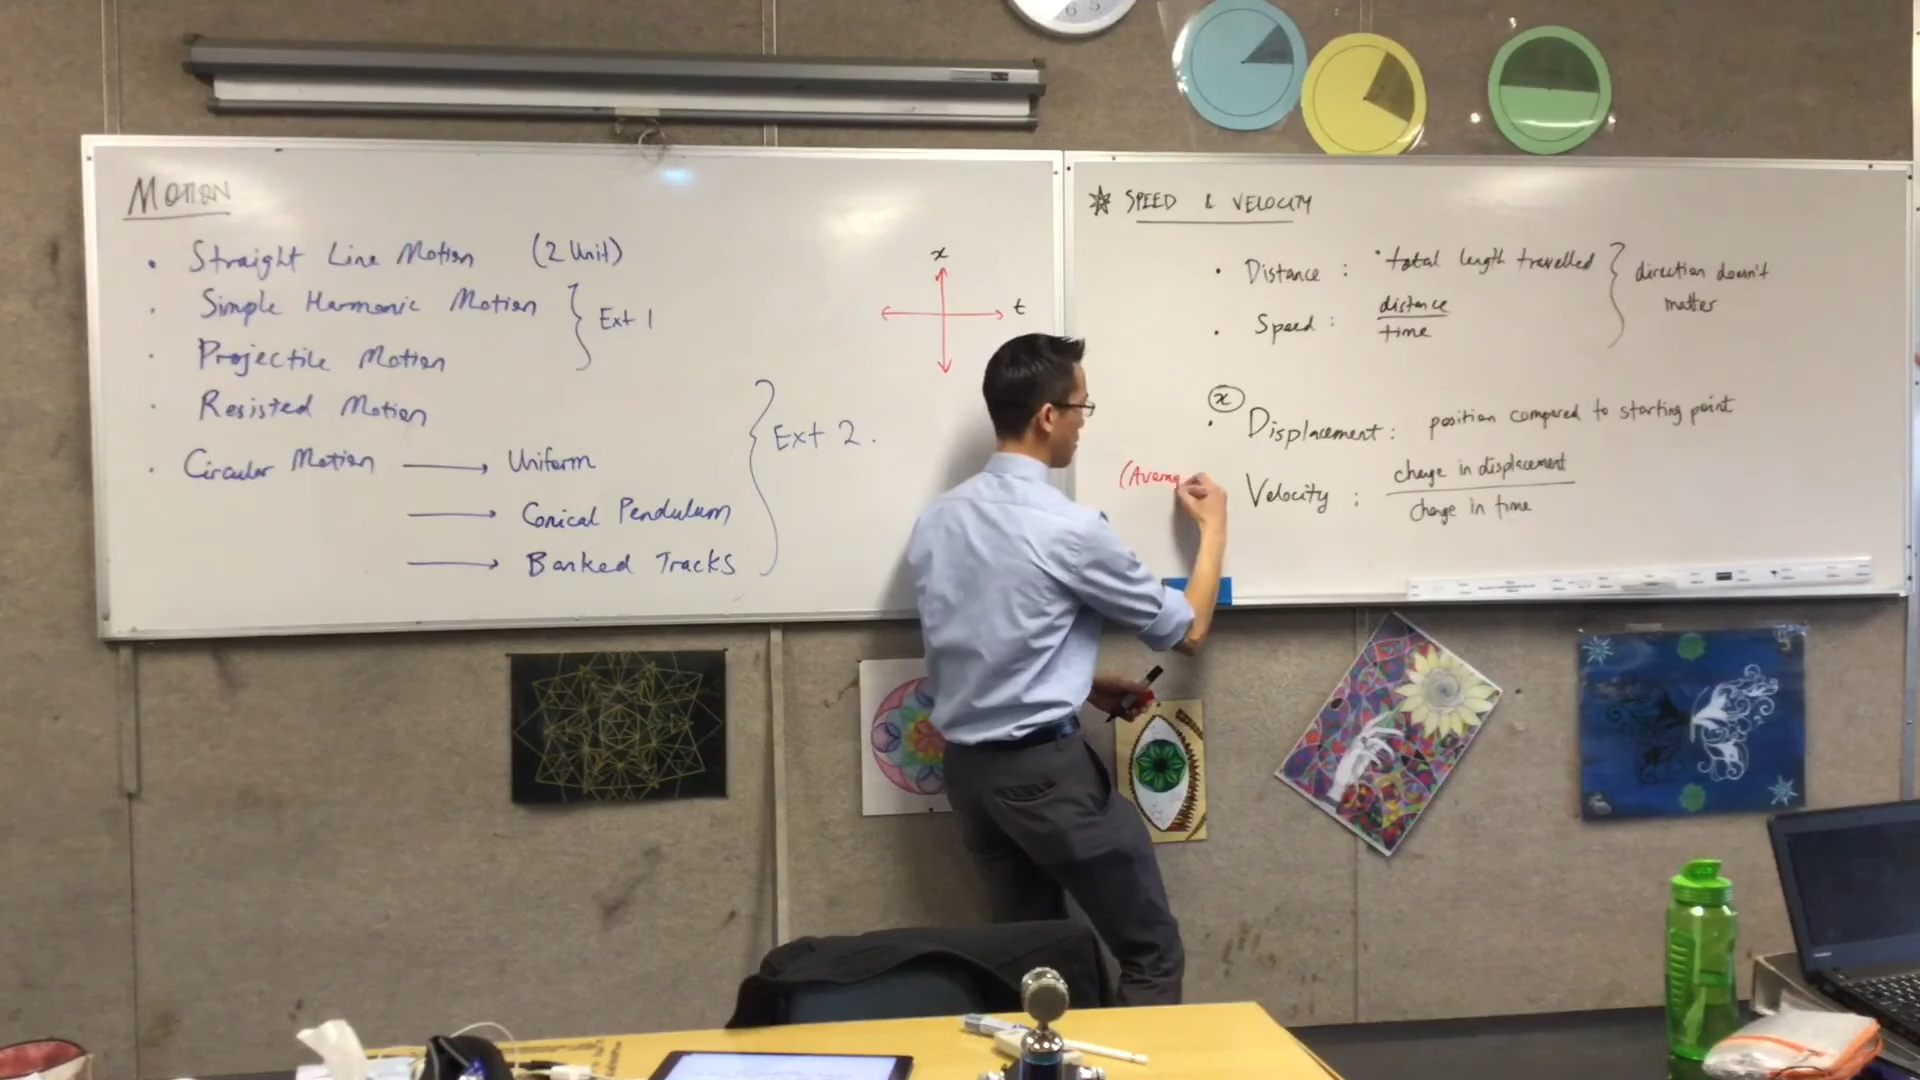 MOTION
• Straight Line Motion (2 Unit)
• Simple Harmonic Motion
• Projectile Motion
} Ext 1
• Resisted Motion
• Circular Motion → Uniform
→ Conical Pendulum
→ Banked Tracks
} Ext 2.
x
t
SPEED & VELOCITY
• Distance : • total length travelled
• Speed : distance
time
} direction doesn't
matter
x
• Displacement : position compared to starting point
(Averag
Velocity : change in displacement
change in time
6 5